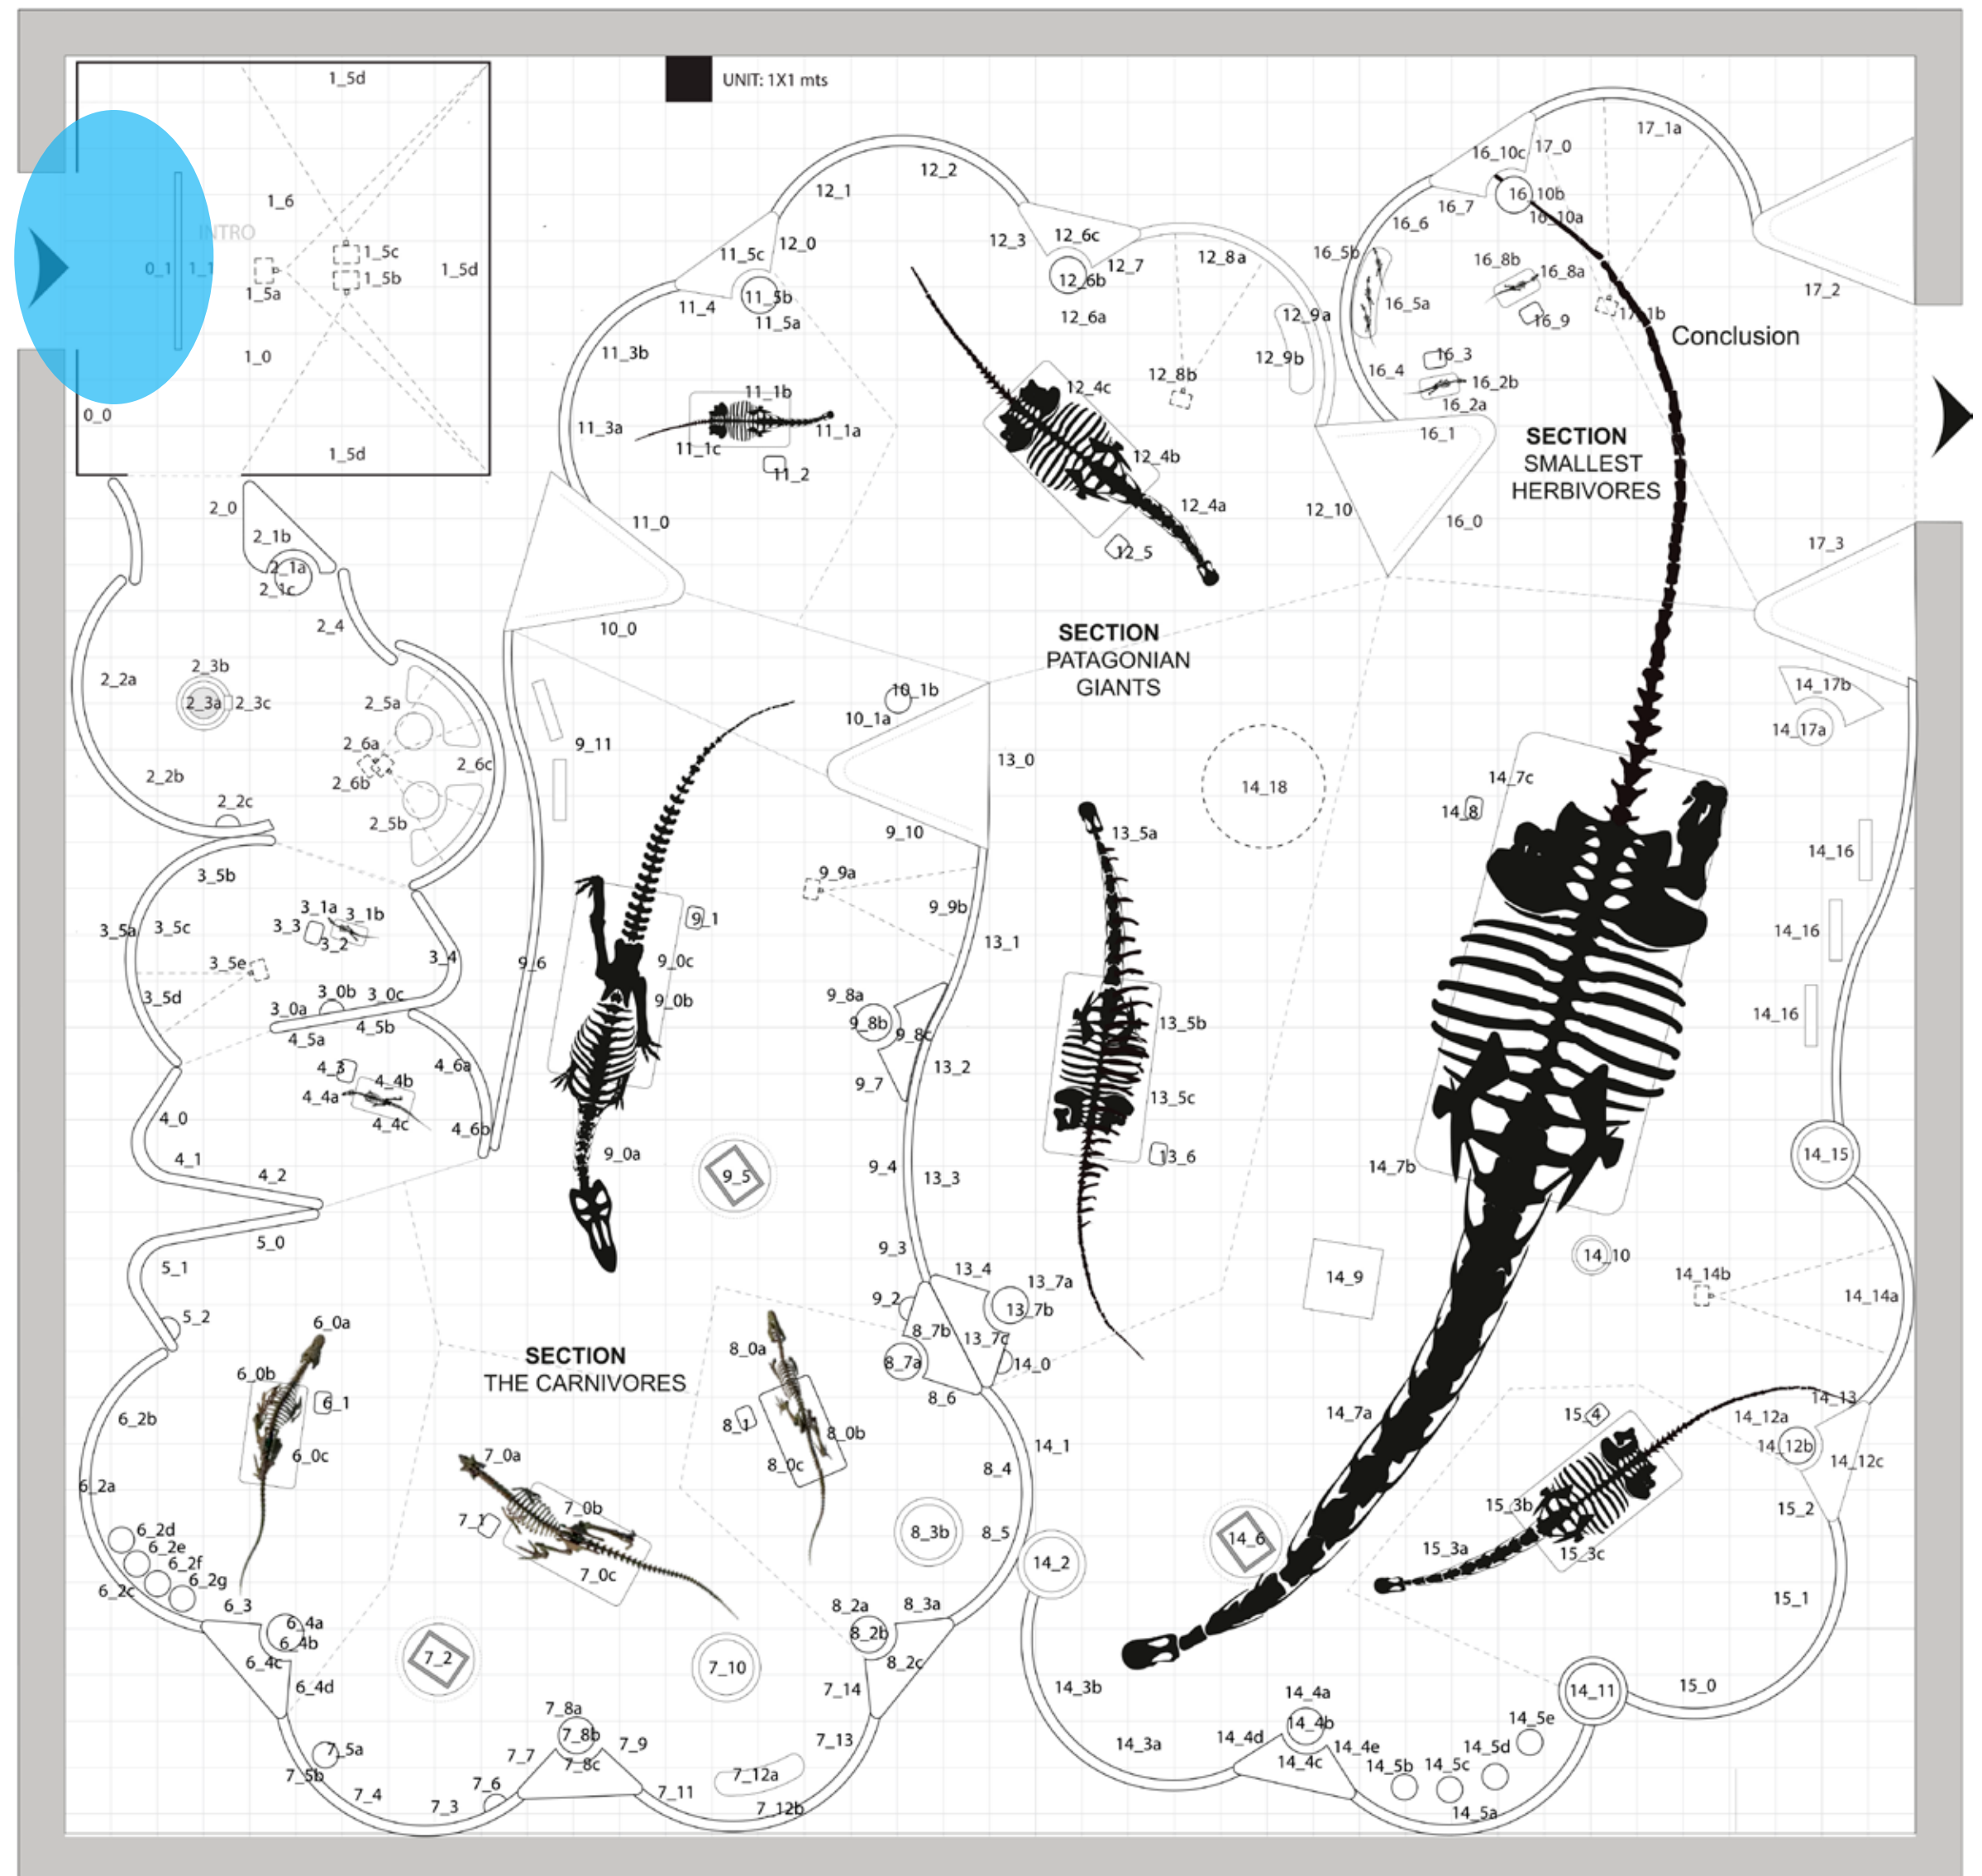 UNIT: 1X1 mts
1_5d
1_6
INTRO
0_1
1_1
1_5a
1_5c
1_5b
1_5d
1_0
0_0
1_5d
2_0
2_1b
2_1a
2_1c
2_4
2_2a
2_3b
2_3a
2_3c
2_5a
2_6a
2_6b
2_6c
2_2b
2_2c
2_5b
3_5b
3_5a
3_5c
3_1a
3_1b
3_3
3_2
3_5e
3_4
3_5d
3_0a
3_0b
3_0c
4_5a
4_5b
4_3
4_4b
4_4a
4_4c
4_6a
4_6b
4_0
4_1
4_2
5_0
5_1
5_2
6_0a
6_0b
6_1
6_0c
6_2b
6_2a
6_2d
6_2e
6_2f
6_2g
6_2c
6_3
6_4a
6_4b
6_4c
6_4d
SECTION
THE CARNIVORES
7_0a
7_0b
7_1
7_0c
7_2
7_10
7_5a
7_5b
7_4
7_3
7_6
7_7
7_8a
7_8b
7_8c
7_9
7_11
7_12a
7_12b
7_13
7_14
8_0a
8_1
8_0b
8_0c
8_7b
8_7a
8_6
8_4
8_3b
8_5
8_2a
8_3a
8_2b
8_2c
9_11
9_6
9_1
9_0c
9_0b
9_0a
9_5
9_10
9_9a
9_9b
9_8a
9_8b
9_8c
9_7
9_4
9_3
9_2
10_0
10_1b
10_1a
11_0
11_5c
11_5b
11_5a
11_4
11_3b
11_3a
11_1b
11_1a
11_1c
11_2
12_1
12_2
12_0
12_3
12_6c
12_6b
12_7
12_6a
12_8a
12_9a
12_9b
12_8b
12_4c
12_4b
12_4a
12_5
12_10
SECTION
PATAGONIAN
GIANTS
13_0
13_1
13_2
13_3
13_4
13_5a
13_5b
13_5c
13_6
13_7a
13_7b
13_7c
14_0
14_1
14_2
14_3b
14_3a
14_4a
14_4b
14_4d
14_4c
14_4e
14_5b
14_5c
14_5d
14_5e
14_5a
14_6
14_7a
14_7b
14_7c
14_8
14_9
14_10
14_11
14_12a
14_12b
14_12c
14_13
14_14b
14_14a
14_15
14_16
14_16
14_16
14_17b
14_17a
14_18
15_4
15_3b
15_3a
15_3c
15_2
15_1
15_0
16_10c
16_10b
16_10a
16_7
16_6
16_5b
16_5a
16_8b
16_8a
16_9
16_3
16_4
16_2b
16_2a
16_1
16_0
SECTION
SMALLEST
HERBIVORES
17_0
17_1a
17_1b
17_2
Conclusion
17_3